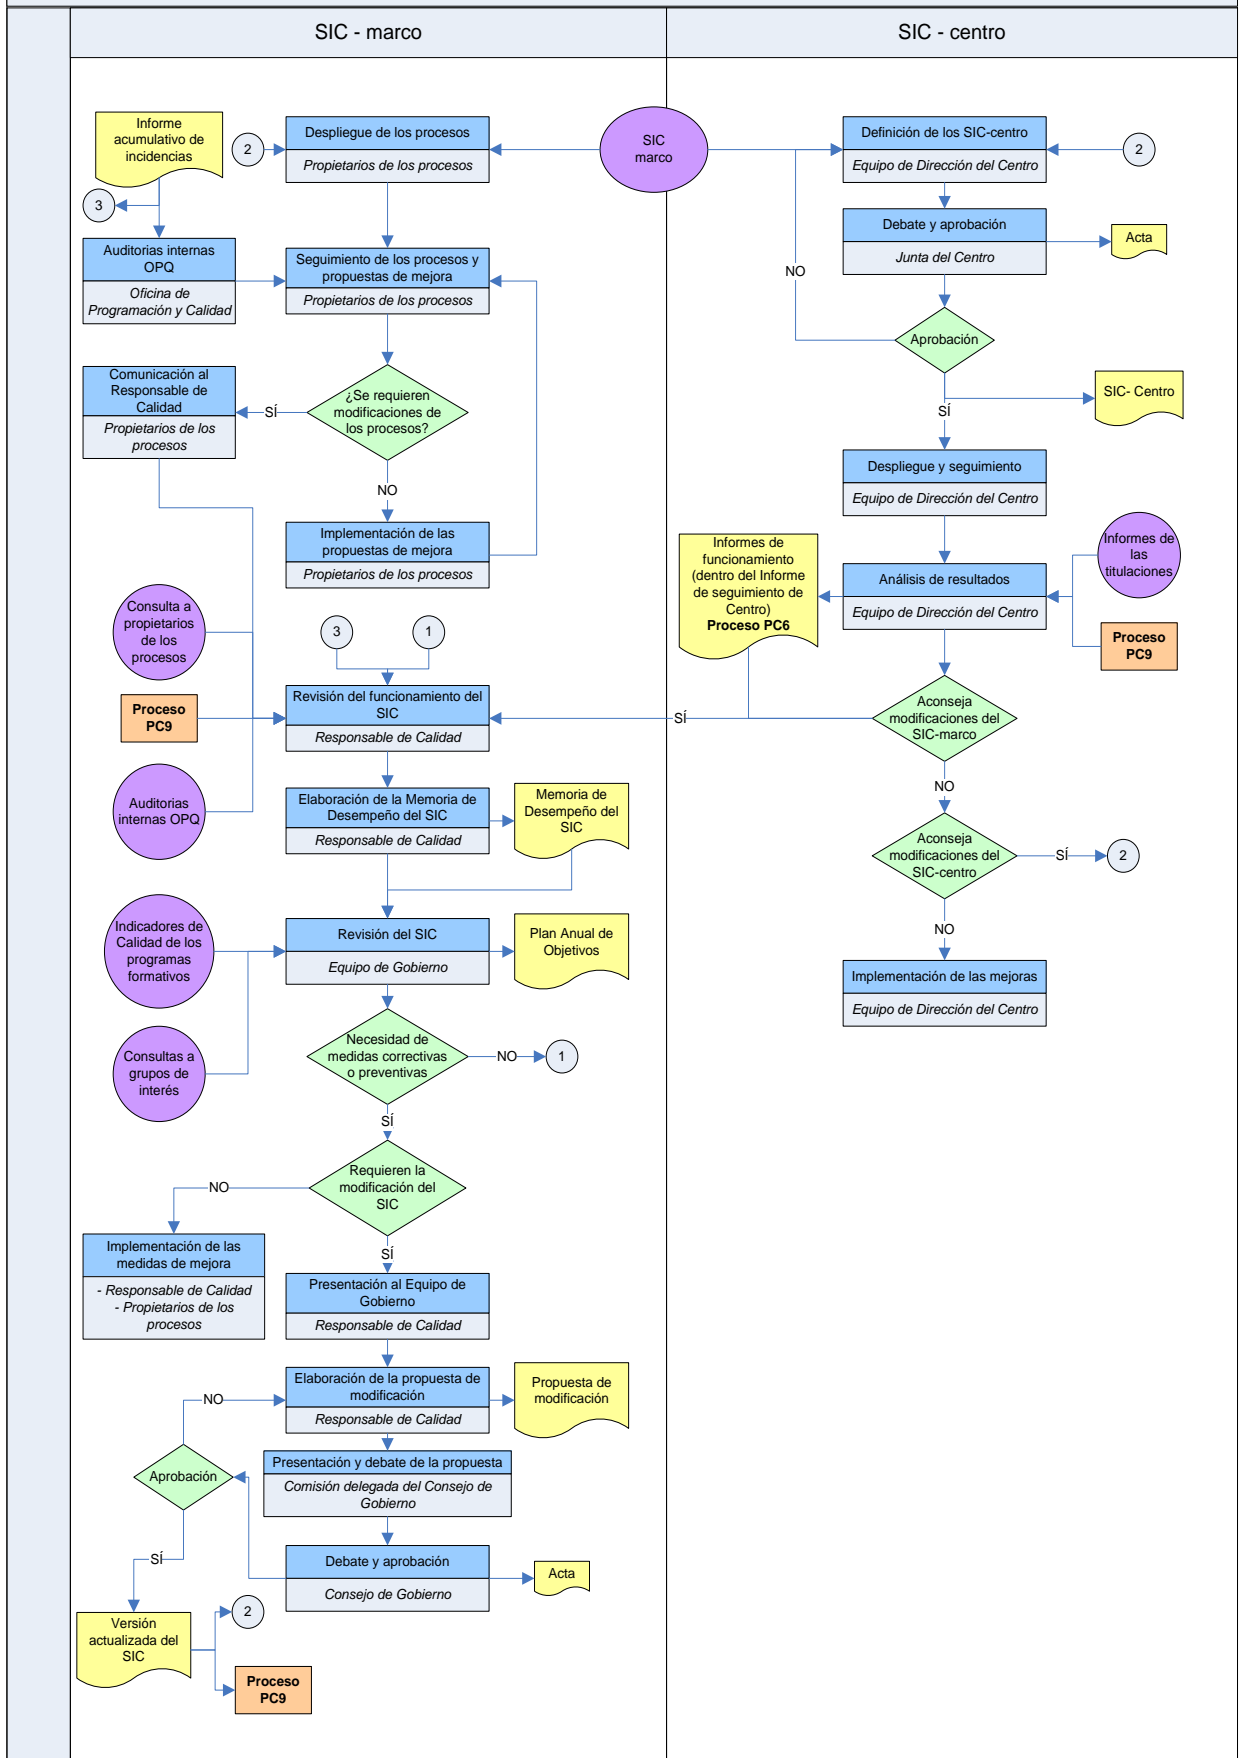 SIC - marco
SIC - centro
Informe
acumulativo de
incidencias
2
Despliegue de los procesos
Propietarios de los procesos
SIC
marco
Definición de los SIC-centro
Equipo de Dirección del Centro
2
3
Debate y aprobación
Junta del Centro
Acta
Auditorias internas
OPQ
Oficina de
Programación y Calidad
Seguimiento de los procesos y
propuestas de mejora
Propietarios de los procesos
NO
Aprobación
Comunicación al
Responsable de
Calidad
Propietarios de los
procesos
SÍ
¿Se requieren
modificaciones de
los procesos?
SIC- Centro
SÍ
Despliegue y seguimiento
Equipo de Dirección del Centro
NO
Implementación de las
propuestas de mejora
Propietarios de los procesos
Informes de
funcionamiento
(dentro del Informe
de seguimiento de
Centro)
Proceso PC6
Análisis de resultados
Equipo de Dirección del Centro
Informes de
las
titulaciones
Consulta a
propietarios
de los
procesos
3
1
Proceso
PC9
Proceso
PC9
Revisión del funcionamiento del
SIC
Responsable de Calidad
SÍ
Aconseja
modificaciones del
SIC-marco
NO
Auditorias
internas OPQ
Elaboración de la Memoria de
Desempeño del SIC
Responsable de Calidad
Memoria de
Desempeño del
SIC
Aconseja
modificaciones del
SIC-centro
SÍ
2
NO
Indicadores de
Calidad de los
programas
formativos
Revisión del SIC
Equipo de Gobierno
Plan Anual de
Objetivos
Implementación de las mejoras
Equipo de Dirección del Centro
Consultas a
grupos de
interés
Necesidad de
medidas correctivas
o preventivas
NO
1
SÍ
Requieren la
modificación del
SIC
NO
SÍ
Implementación de las
medidas de mejora
- Responsable de Calidad
- Propietarios de los
procesos
Presentación al Equipo de
Gobierno
Responsable de Calidad
NO
Elaboración de la propuesta de
modificación
Responsable de Calidad
Propuesta de
modificación
Aprobación
Presentación y debate de la propuesta
Comisión delegada del Consejo de
Gobierno
SÍ
Debate y aprobación
Consejo de Gobierno
Acta
Versión
actualizada del
SIC
2
Proceso
PC9